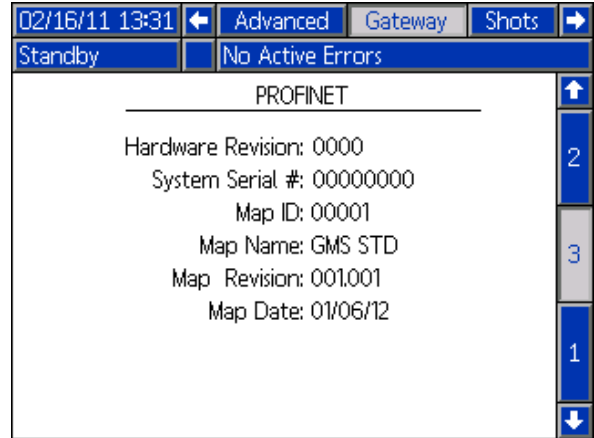 02/16/11 13:31 Advanced Gateway Shots
Standby No Active Errors
PROFINET
Hardware Revision: 0000
System Serial #: 00000000
Map ID: 00001
Map Name: GMS STD
Map Revision: 001.001
Map Date: 01/06/12
2
3
1